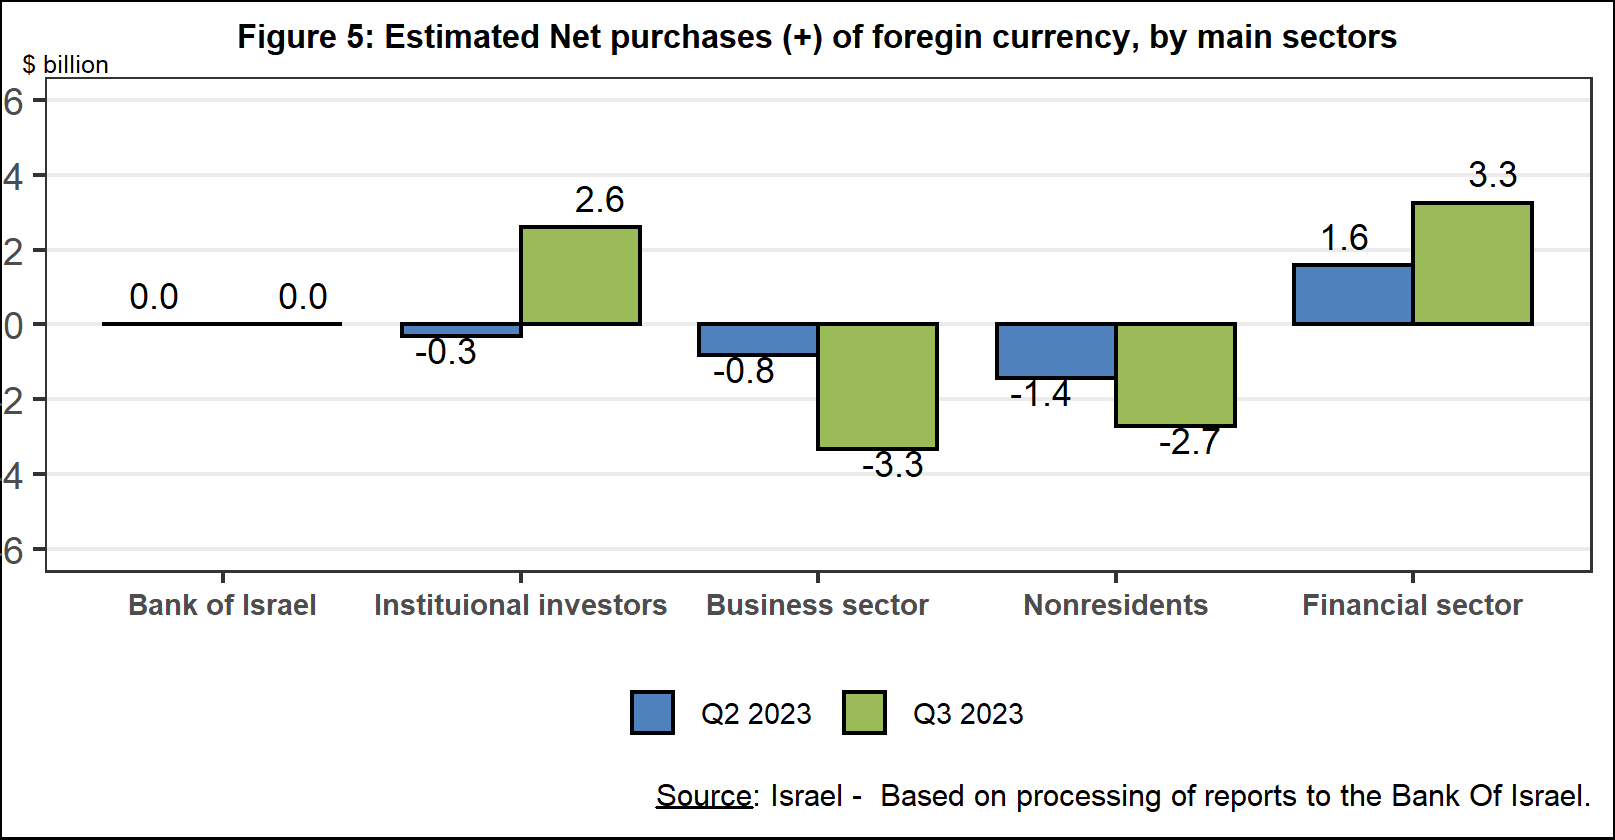 Figure 5: Estimated Net purchases (+) of foregin currency, by main sectors
$ billion
6
4
2
0
2
4
6
0.0 0.0
-0.3 2.6
-0.8 -3.3
-1.4 -2.7
1.6 3.3
Bank of Israel Instituional investors Business sector Nonresidents Financial sector
Q2 2023 Q3 2023
Source: Israel - Based on processing of reports to the Bank Of Israel.